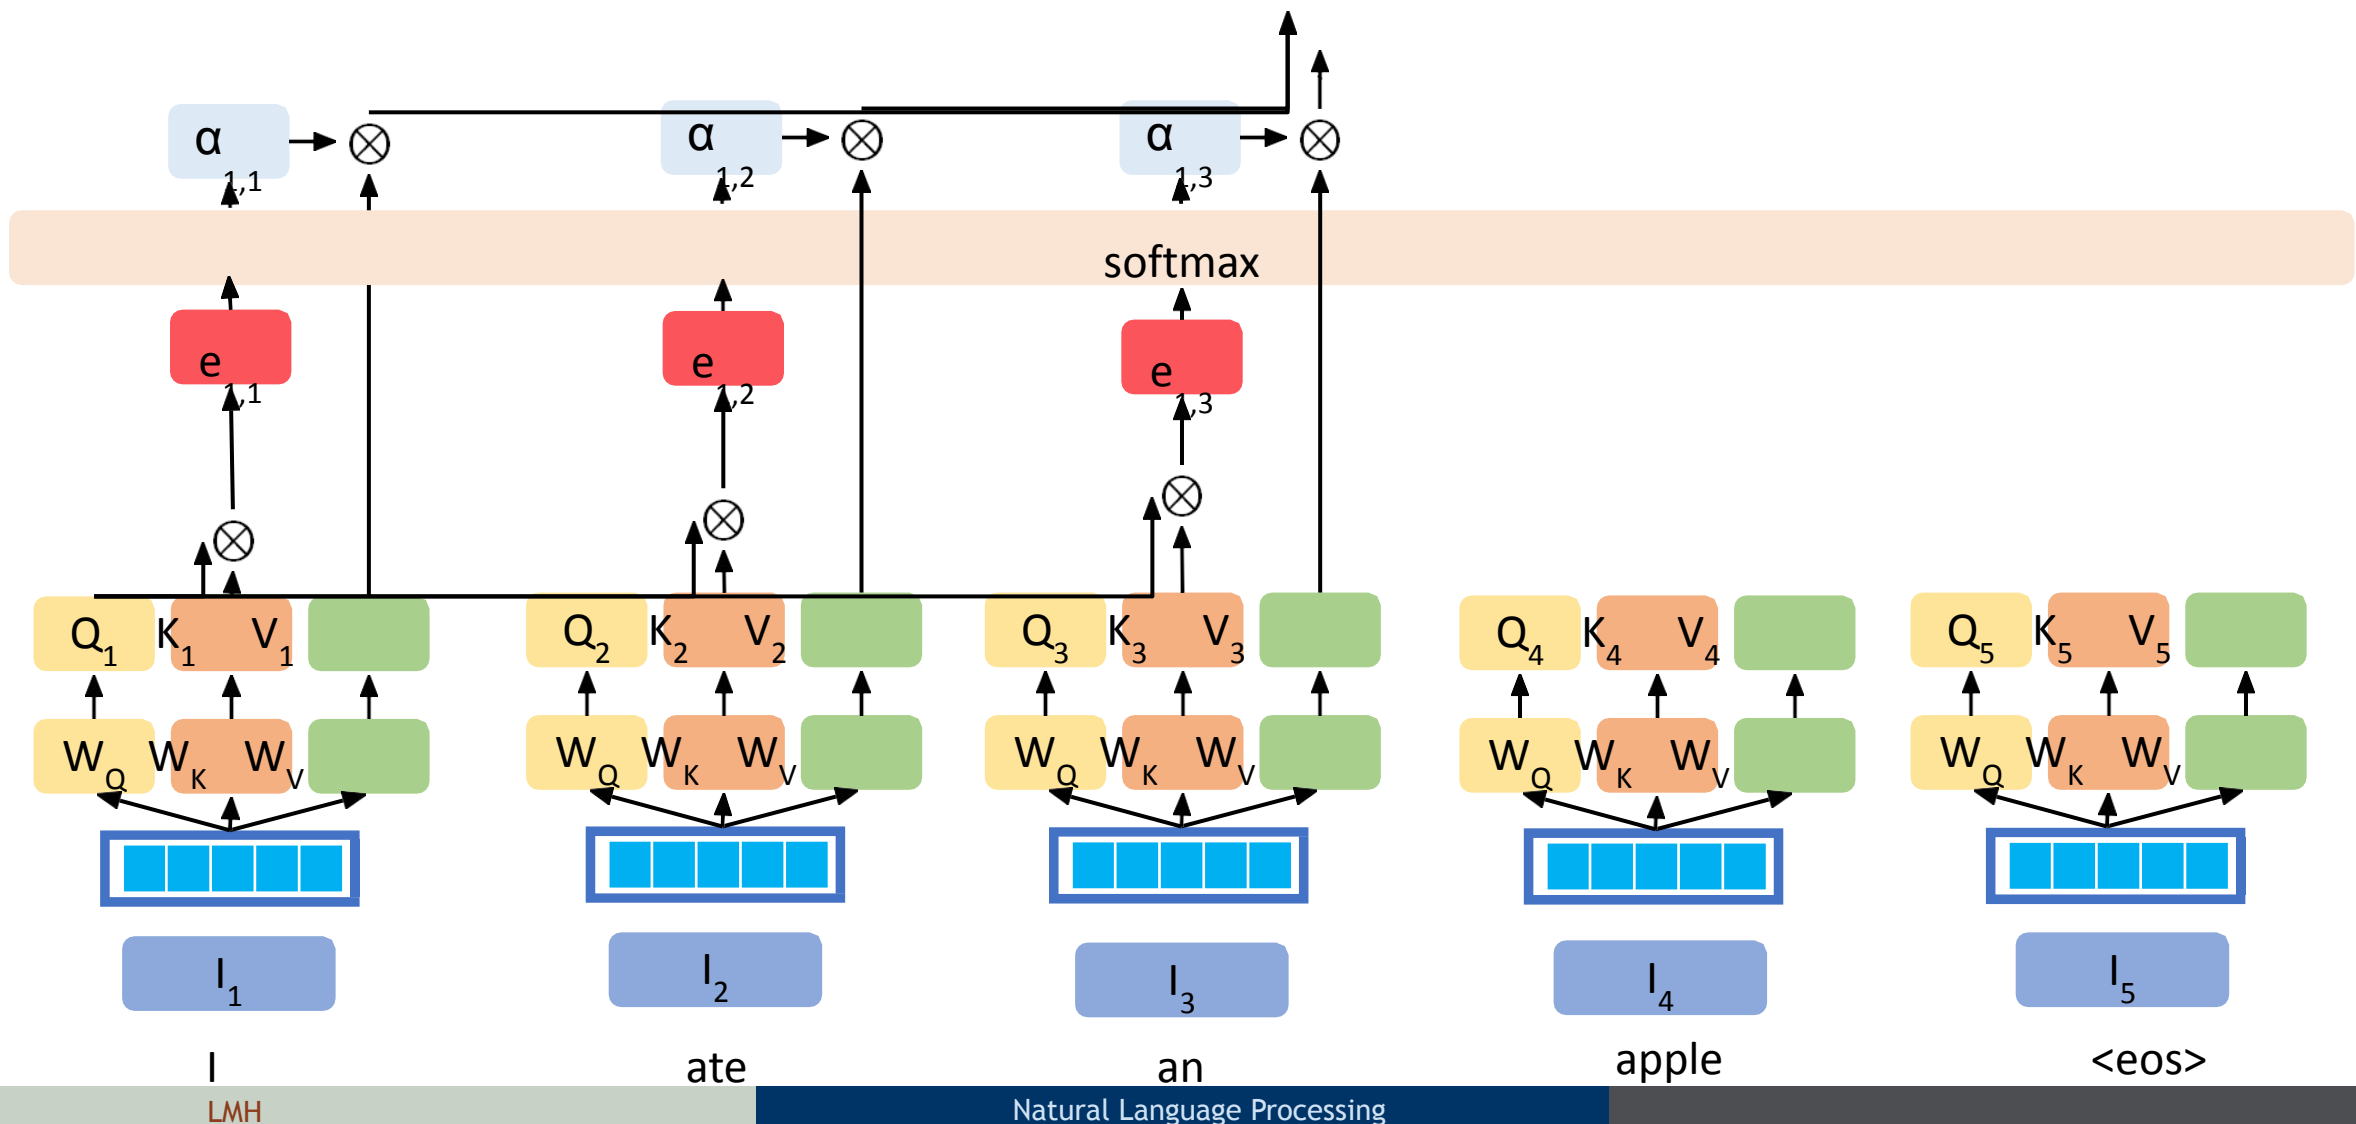 α1,1 α1,2 α1,3
softmax
e1,1 e1,2 e1,3
Q1 K1 V1 Q2 K2 V2 Q3 K3 V3 Q4 K4 V4 Q5 K5 V5
WQ WK WV WQ WK WV WQ WK WV WQ WK WV WQ WK WV
I1 I2 I3 I4 I5
I ate an apple <eos>
LMH Natural Language Processing